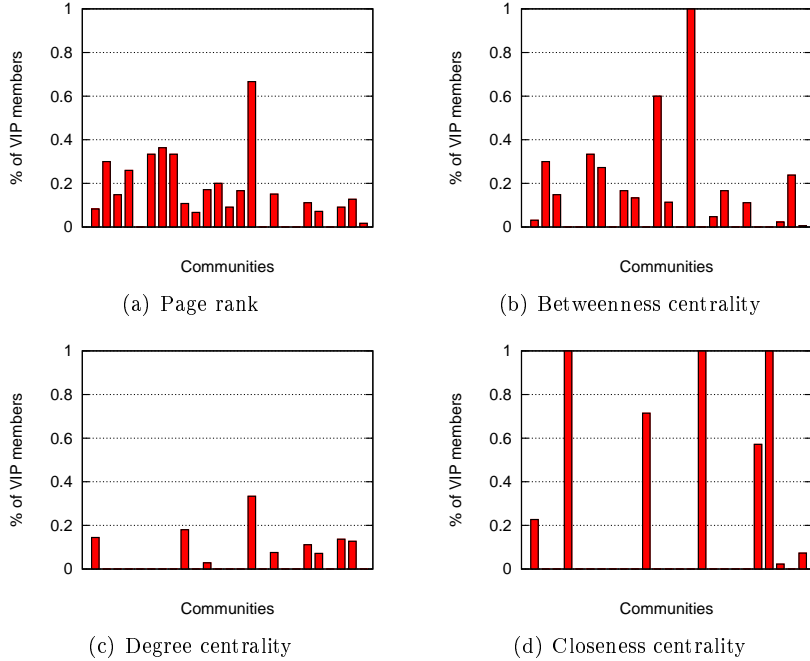 1
0.8
0.6
0.4
0.2
0
% of VIP members
Communities
(a) Page rank
1
0.8
0.6
0.4
0.2
0
% of VIP members
Communities
(b) Betweenness centrality
1
0.8
0.6
0.4
0.2
0
% of VIP members
Communities
(c) Degree centrality
1
0.8
0.6
0.4
0.2
0
% of VIP members
Communities
(d) Closeness centrality